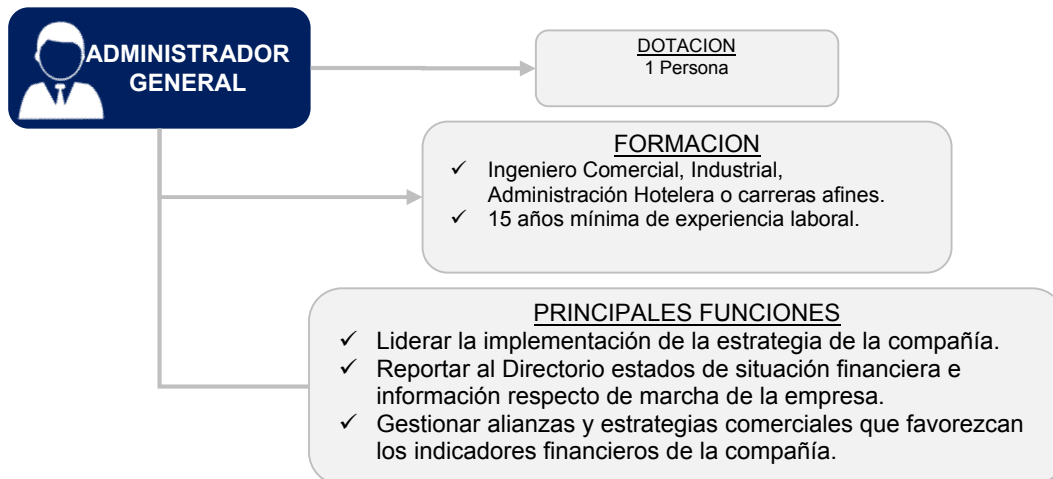 ADMINISTRADOR
GENERAL
DOTACION
1 Persona
FORMACION
✓ Ingeniero Comercial, Industrial,
Administración Hotelera o carreras afines.
✓ 15 años mínima de experiencia laboral.
PRINCIPALES FUNCIONES
✓ Liderar la implementación de la estrategia de la compañía.
✓ Reportar al Directorio estados de situación financiera e
información respecto de marcha de la empresa.
✓ Gestionar alianzas y estrategias comerciales que favorezcan
los indicadores financieros de la compañía.